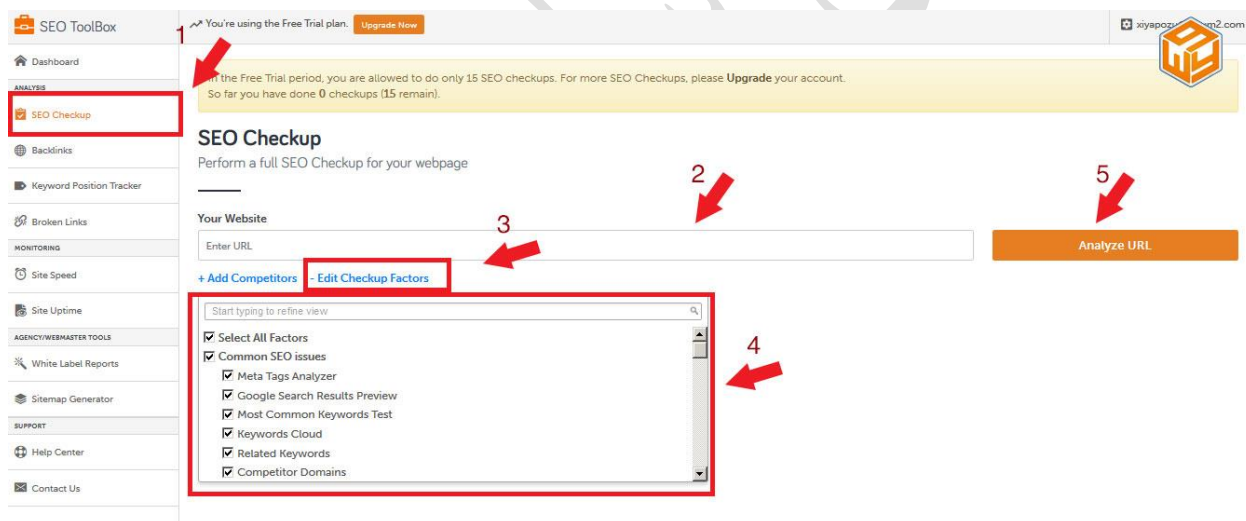 SEO ToolBox
1
You're using the Free Trial plan. Upgrade Now
Dashboard
ANALYSIS
SEO Checkup
Backlinks
Keyword Position Tracker
Broken Links
MONITORING
Site Speed
Site Uptime
AGENCY/WEBMASTER TOOLS
White Label Reports
Sitemap Generator
SUPPORT
Help Center
Contact Us
the Free Trial period, you are allowed to do only 15 SEO checkups. For more SEO Checkups, please Upgrade your account.
So far you have done 0 checkups (15 remain).
SEO Checkup
Perform a full SEO Checkup for your webpage
2
5
Your Website
3
Enter URL
Analyze URL
+ Add Competitors - Edit Checkup Factors
Start typing to refine view
Select All Factors
4
Common SEO issues
Meta Tags Analyzer
Google Search Results Preview
Most Common Keywords Test
Keywords Cloud
Related Keywords
Competitor Domains